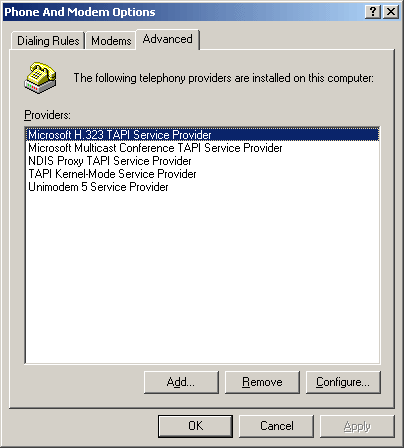 Phone And Modem Options
Dialing Rules Modems Advanced
The following telephony providers are installed on this computer:
Providers:
Microsoft H.323 TAPI Service Provider
Microsoft Multicast Conference TAPI Service Provider
NDIS Proxy TAPI Service Provider
TAPI Kernel-Mode Service Provider
Unimodem 5 Service Provider
Add... Remove Configure...
OK Cancel Apply